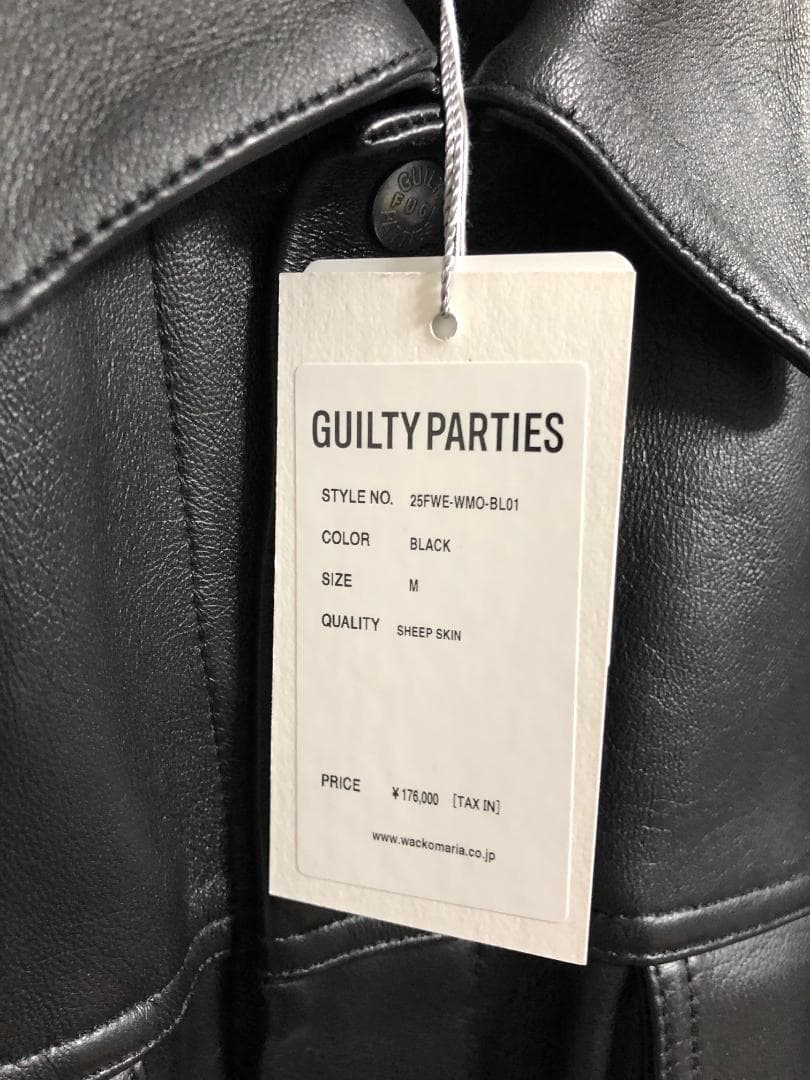 GUILTY
GUILTY PARTIES
STYLE NO. 25FWE-WMO-BL01
COLOR BLACK
SIZE M
QUALITY SHEEP SKIN
PRICE ¥176,000 [TAX IN]
www.wackomaria.co.jp